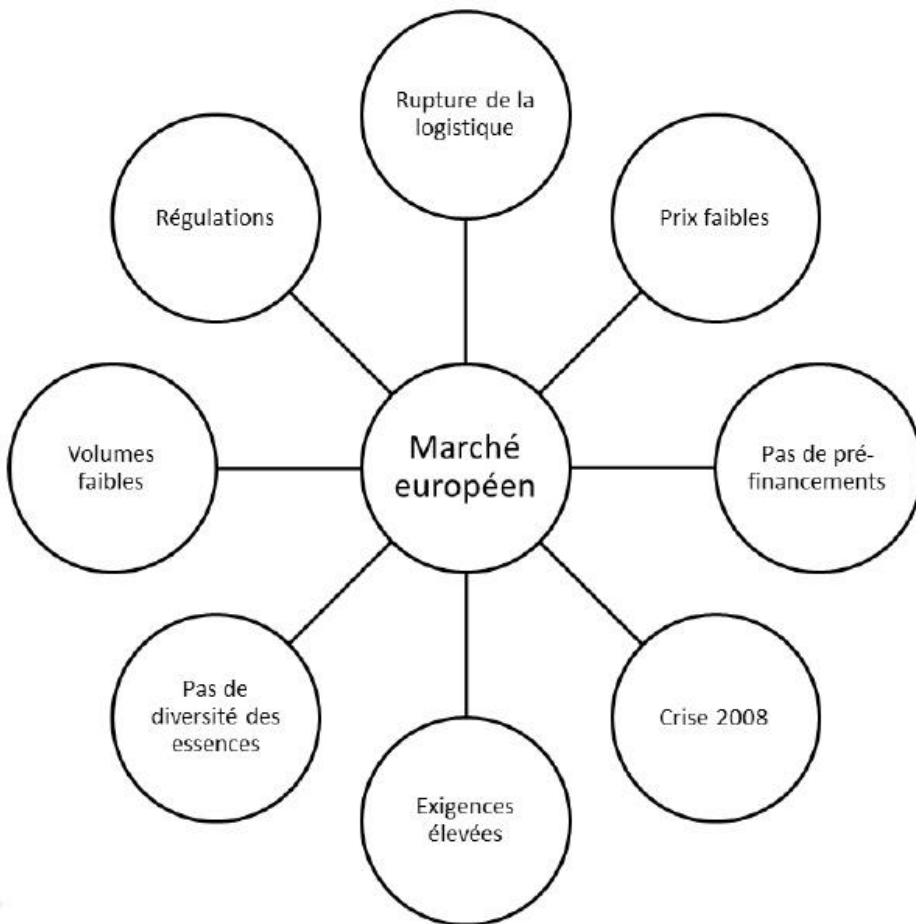 Rupture de la
logistique
Régulations
Prix faibles
Volumes
faibles
Marché
européen
Pas de pré-
financements
Pas de
diversité des
essences
Crise 2008
Exigences
élevées